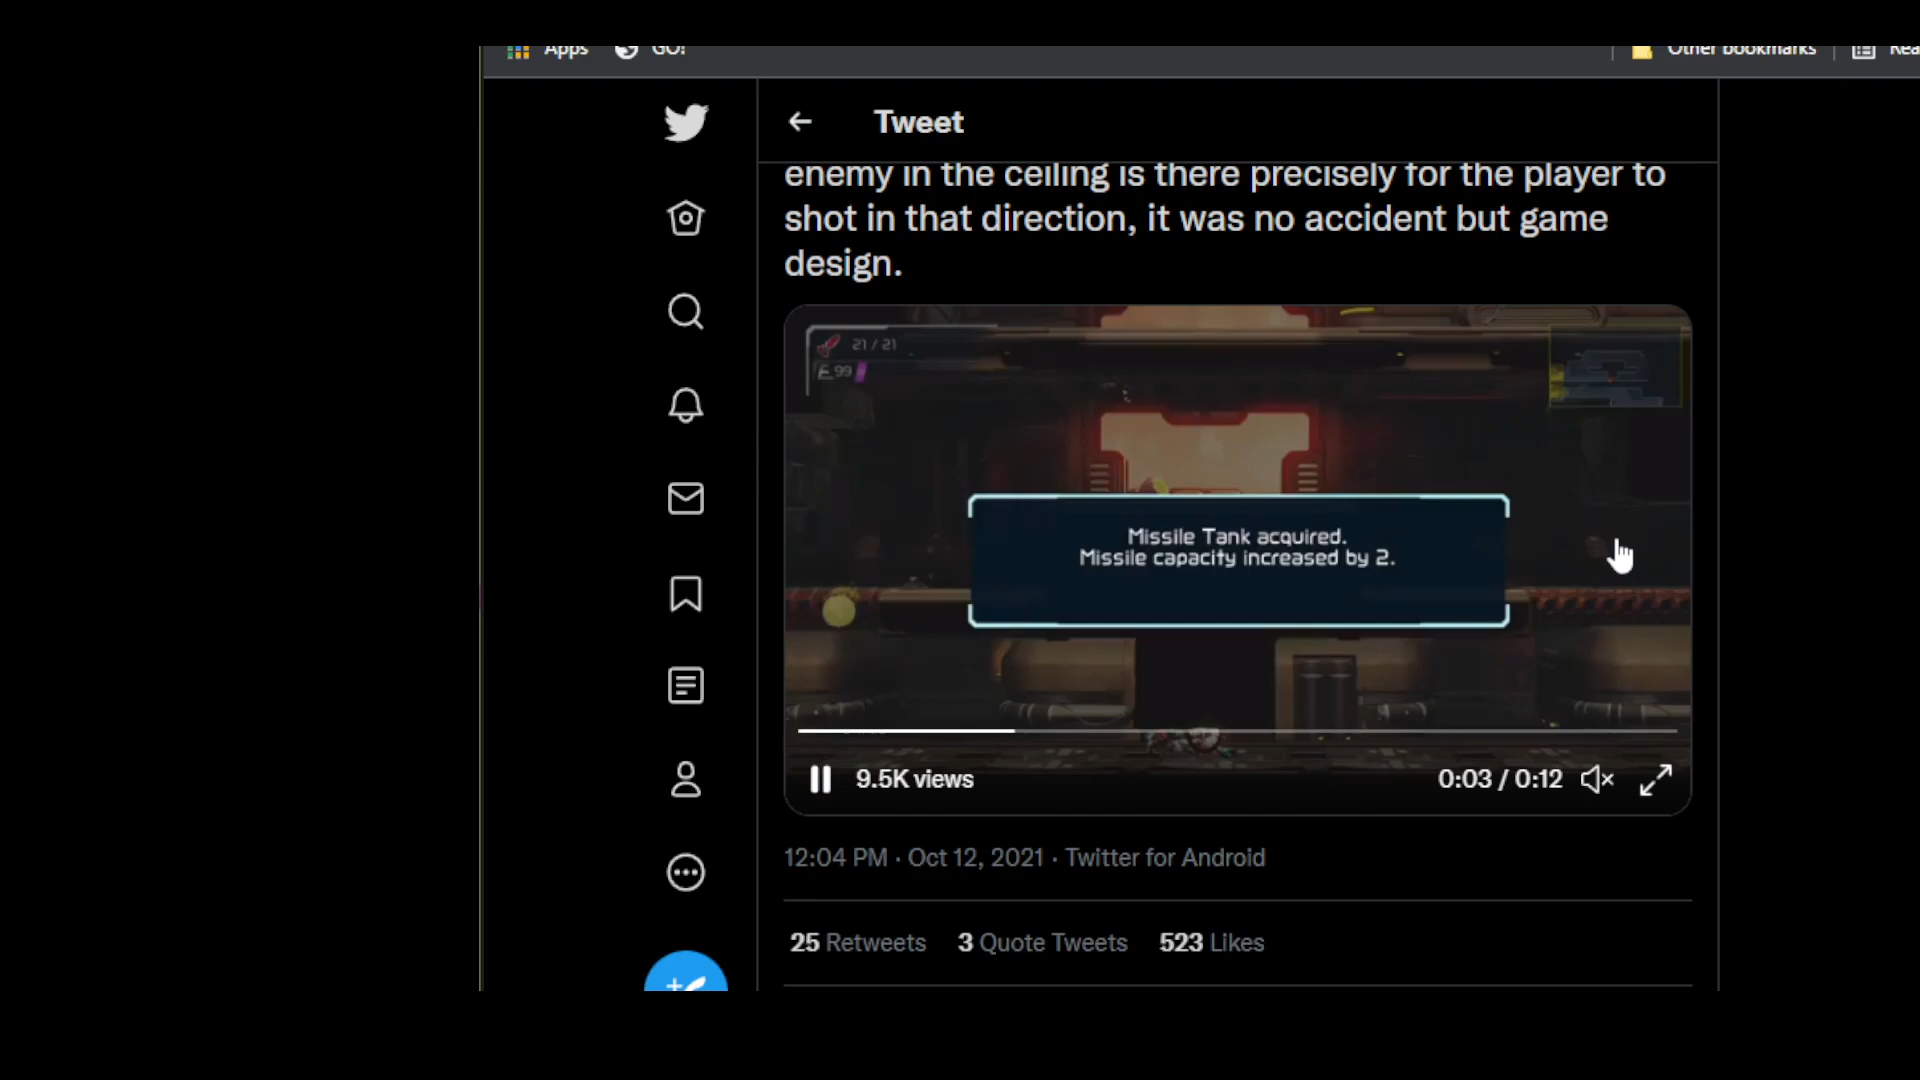 Apps GO! Other bookmarks Rea
Tweet
enemy in the ceiling is there precisely for the player to
shot in that direction, it was no accident but game
design.
21 / 21
E 99
Missile Tank acquired.
Missile capacity increased by 2.
9.5K views 0:03 / 0:12
12:04 PM · Oct 12, 2021 · Twitter for Android
25 Retweets 3 Quote Tweets 523 Likes